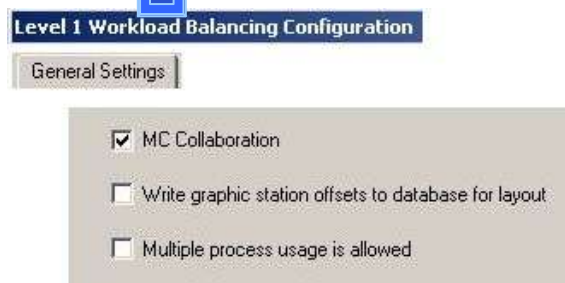 Level 1 Workload Balancing Configuration
General Settings
MC Collaboration
Write graphic station offsets to database for layout
Multiple process usage is allowed